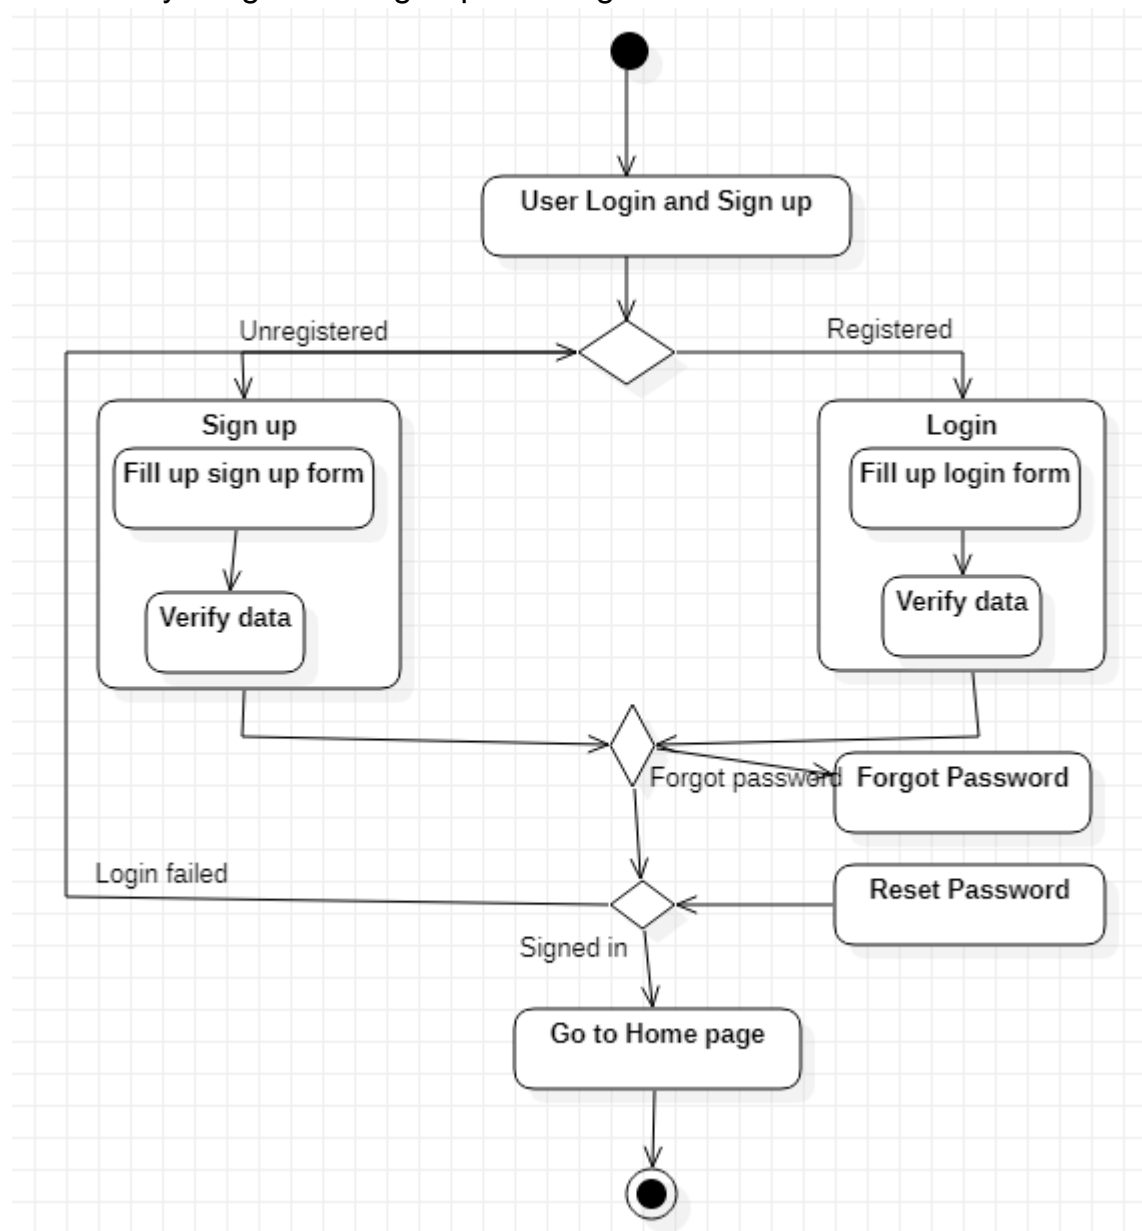 User Login and Sign up
Unregistered
Registered
Sign up
Login
Fill up sign up form
Fill up login form
Verify data
Verify data
Forgot password
Forgot Password
Login failed
Reset Password
Signed in
Go to Home page